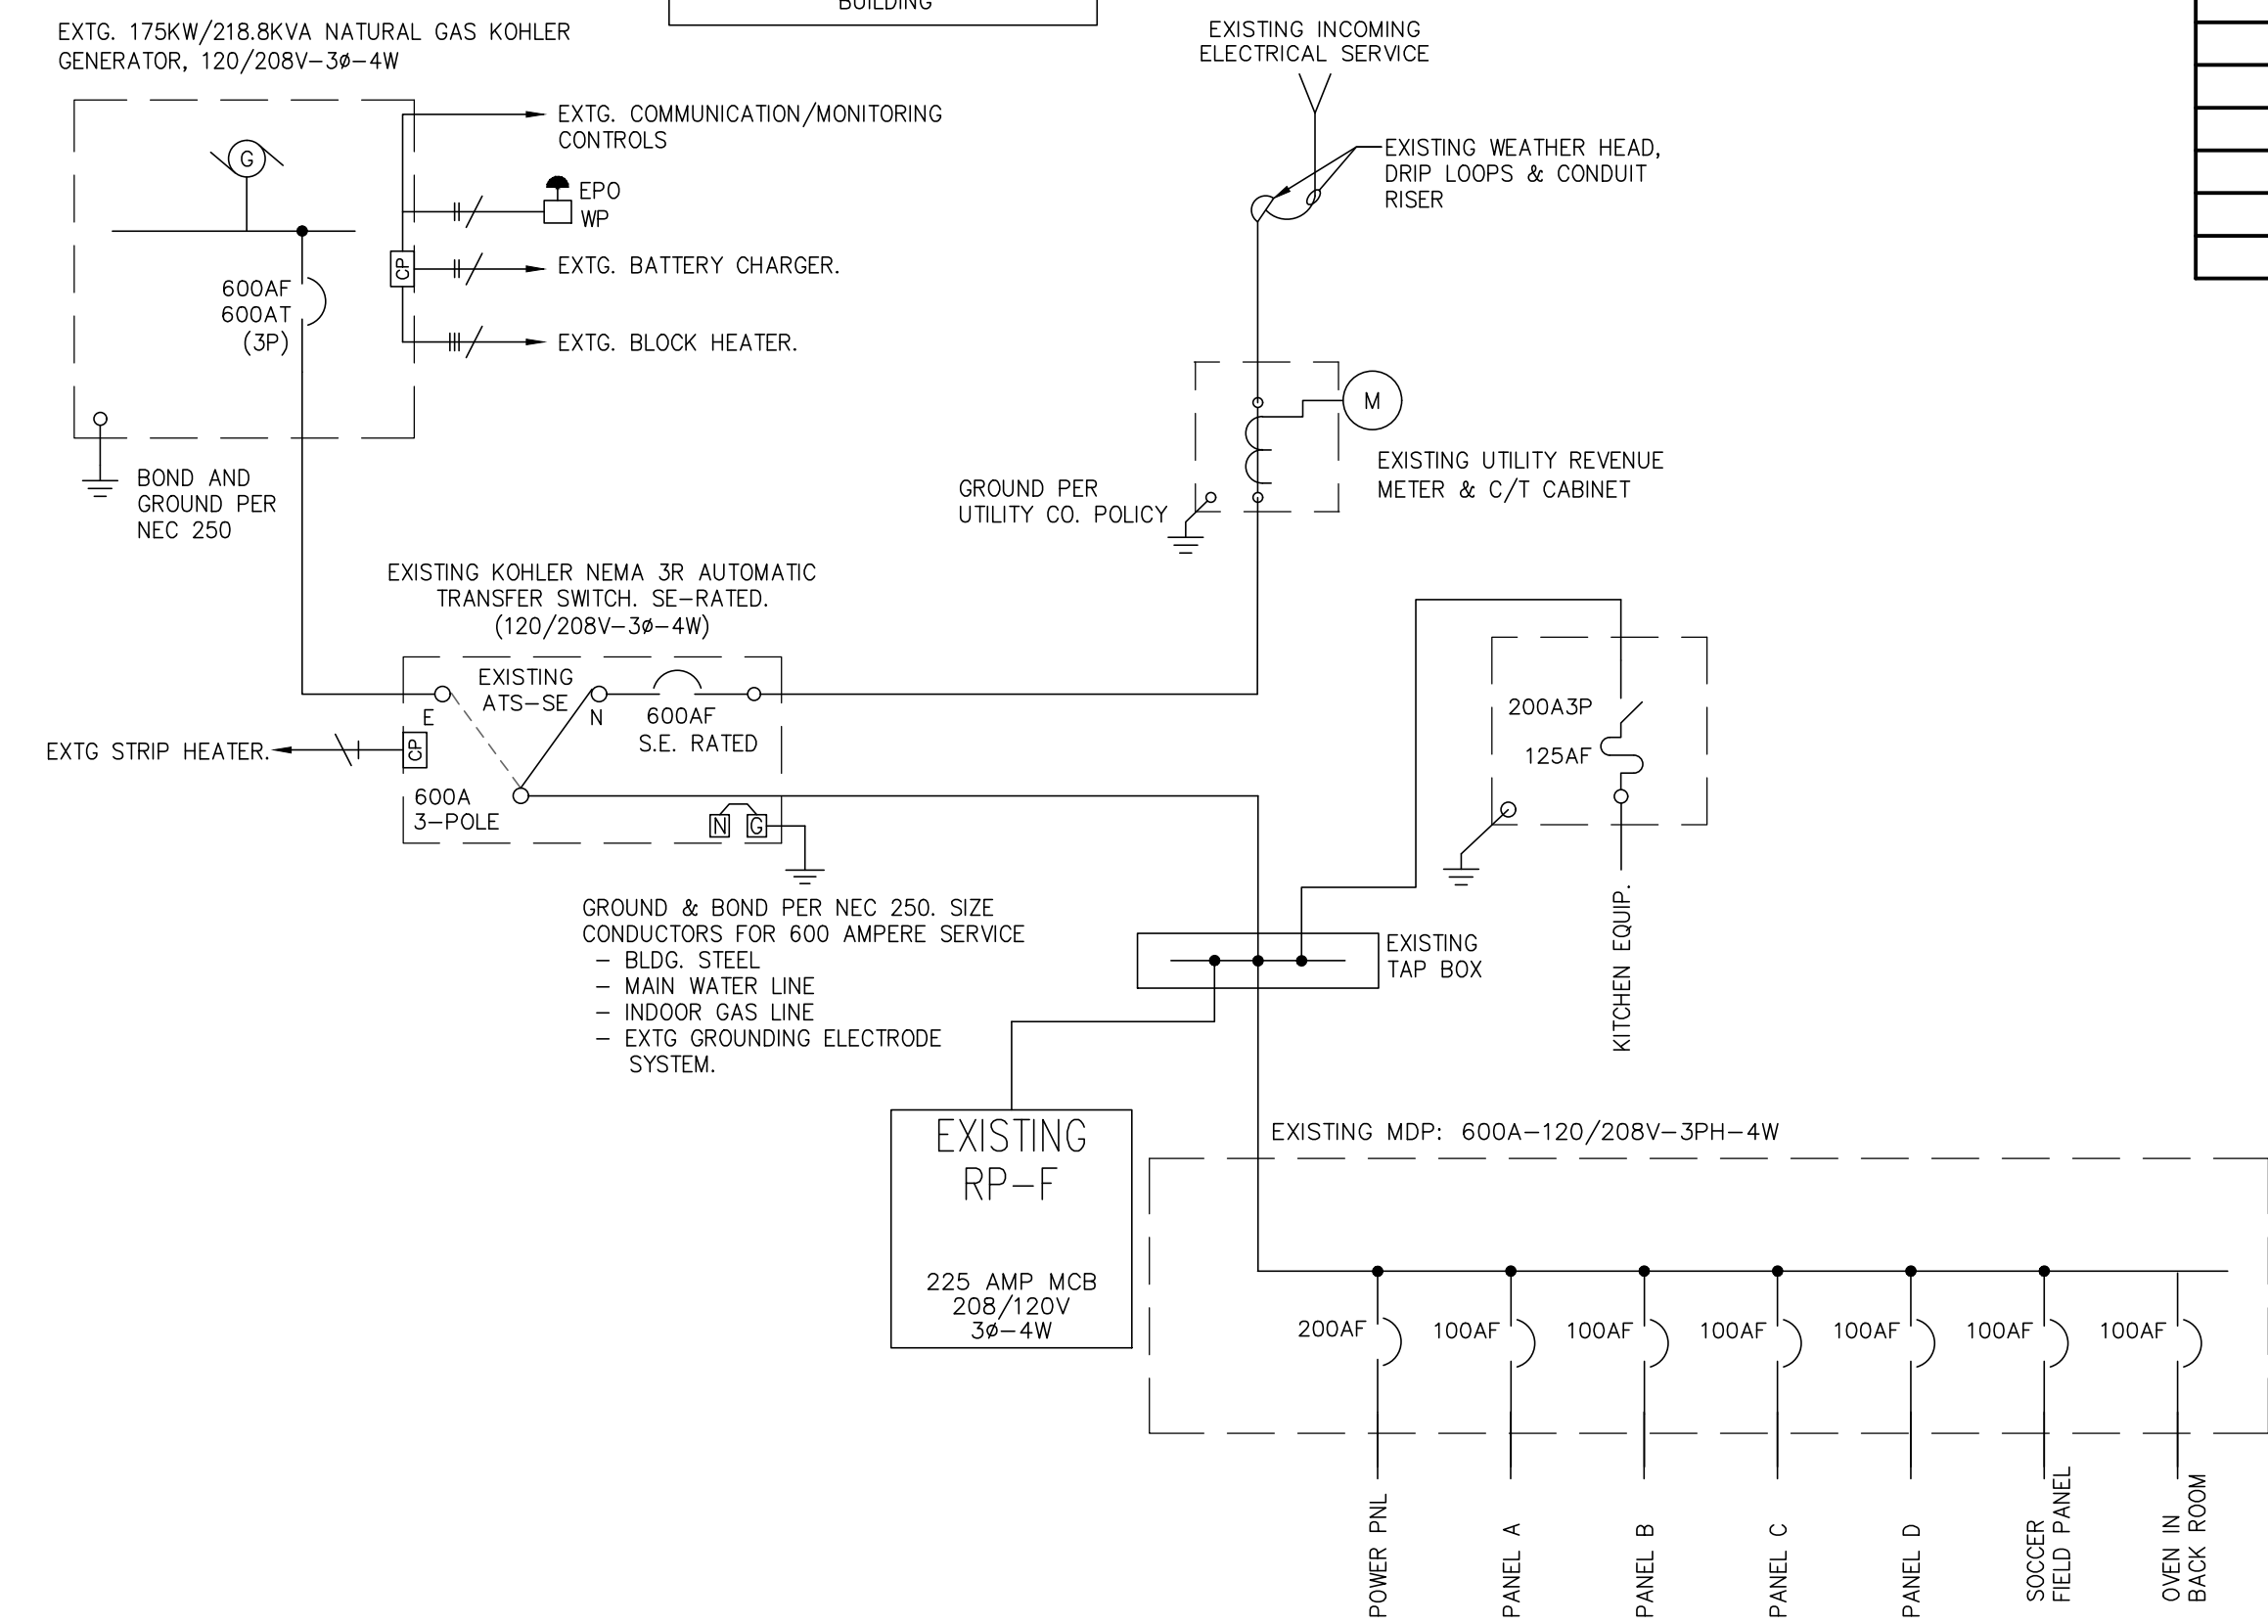 BUILDING
EXTG. 175KW/218.8KVA NATURAL GAS KOHLER
GENERATOR, 120/208V-3ø-4W
G
600AF
600AT
(3P)
CP
EXTG. COMMUNICATION/MONITORING
CONTROLS
EPO
WP
EXTG. BATTERY CHARGER.
EXTG. BLOCK HEATER.
BOND AND
GROUND PER
NEC 250
EXISTING INCOMING
ELECTRICAL SERVICE
EXISTING WEATHER HEAD,
DRIP LOOPS & CONDUIT
RISER
M
EXISTING UTILITY REVENUE
METER & C/T CABINET
GROUND PER
UTILITY CO. POLICY
EXISTING KOHLER NEMA 3R AUTOMATIC
TRANSFER SWITCH. SE-RATED.
(120/208V-3ø-4W)
EXISTING
ATS-SE
E
N
600AF
S.E. RATED
EXTG STRIP HEATER.
CP
600A
3-POLE
N
G
GROUND & BOND PER NEC 250. SIZE
CONDUCTORS FOR 600 AMPERE SERVICE
- BLDG. STEEL
- MAIN WATER LINE
- INDOOR GAS LINE
- EXTG GROUNDING ELECTRODE
SYSTEM.
200A3P
125AF
KITCHEN EQUIP.
EXISTING
TAP BOX
EXISTING
RP-F
225 AMP MCB
208/120V
3ø-4W
EXISTING MDP: 600A-120/208V-3PH-4W
200AF
100AF
100AF
100AF
100AF
100AF
100AF
POWER PNL
PANEL A
PANEL B
PANEL C
PANEL D
SOCCER
FIELD PANEL
OVEN IN
BACK ROOM